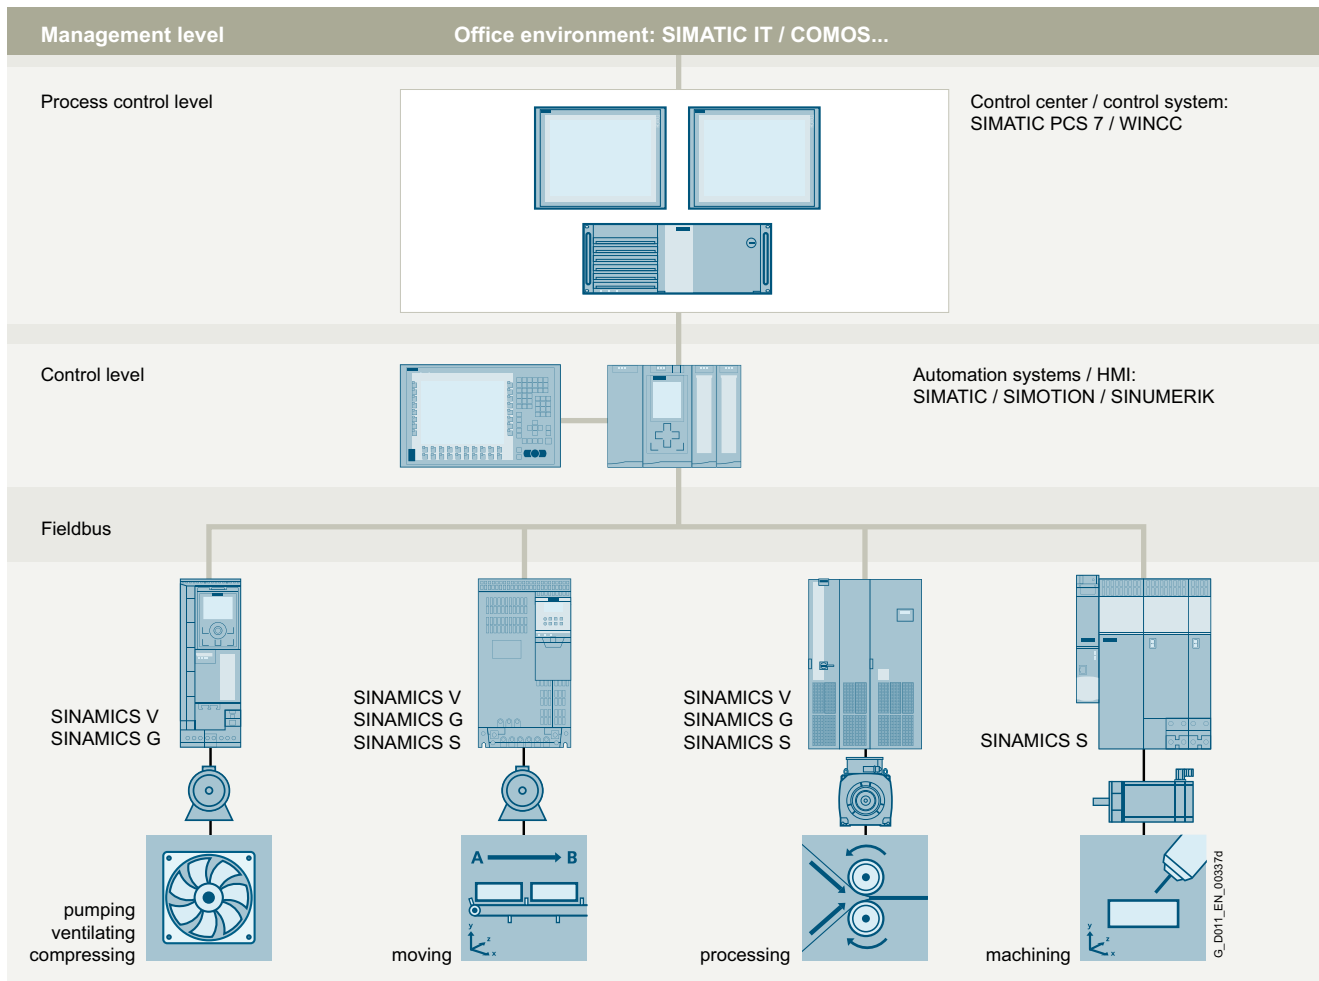 Management level
Office environment: SIMATIC IT / COMOS...
Process control level
Control center / control system:
SIMATIC PCS 7 / WINCC
Control level
Automation systems / HMI:
SIMATIC / SIMOTION / SINUMERIK
Fieldbus
SINAMICS V
SINAMICS G
SINAMICS V
SINAMICS G
SINAMICS S
SINAMICS V
SINAMICS G
SINAMICS S
SINAMICS S
pumping
ventilating
compressing
A B
y
z
x
moving
processing
y
z
x
machining
G_D011_EN_00337d